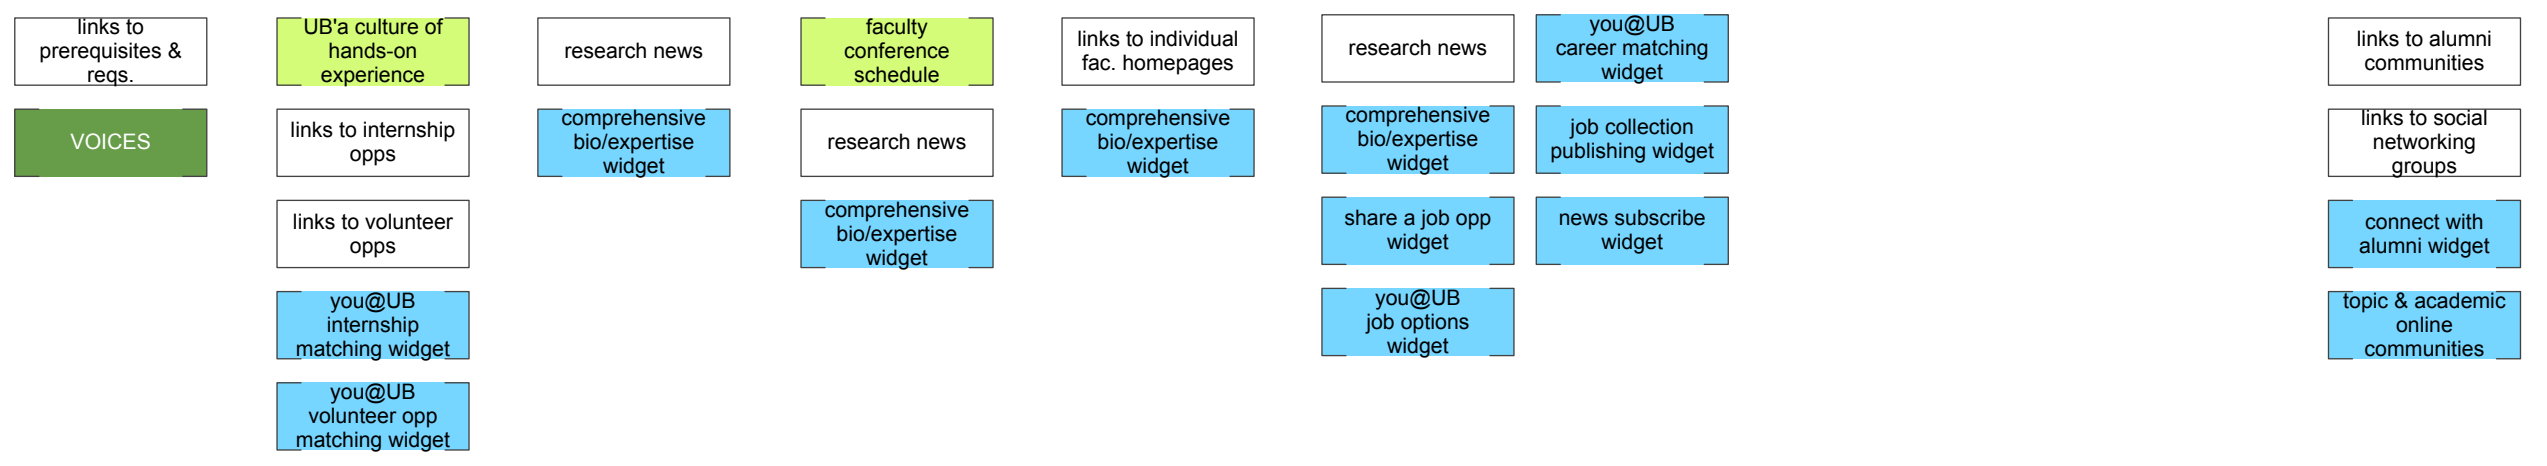 links to
prerequisites &
reqs.
VOICES
UB'a culture of
hands-on
experience
links to internship
opps
links to volunteer
opps
you@UB
internship
matching widget
you@UB
volunteer opp
matching widget
research news
comprehensive
bio/expertise
widget
faculty
conference
schedule
research news
comprehensive
bio/expertise
widget
links to individual
fac. homepages
comprehensive
bio/expertise
widget
research news
comprehensive
bio/expertise
widget
share a job opp
widget
you@UB
job options
widget
you@UB
career matching
widget
job collection
publishing widget
news subscribe
widget
links to alumni
communities
links to social
networking
groups
connect with
alumni widget
topic & academic
online
communities